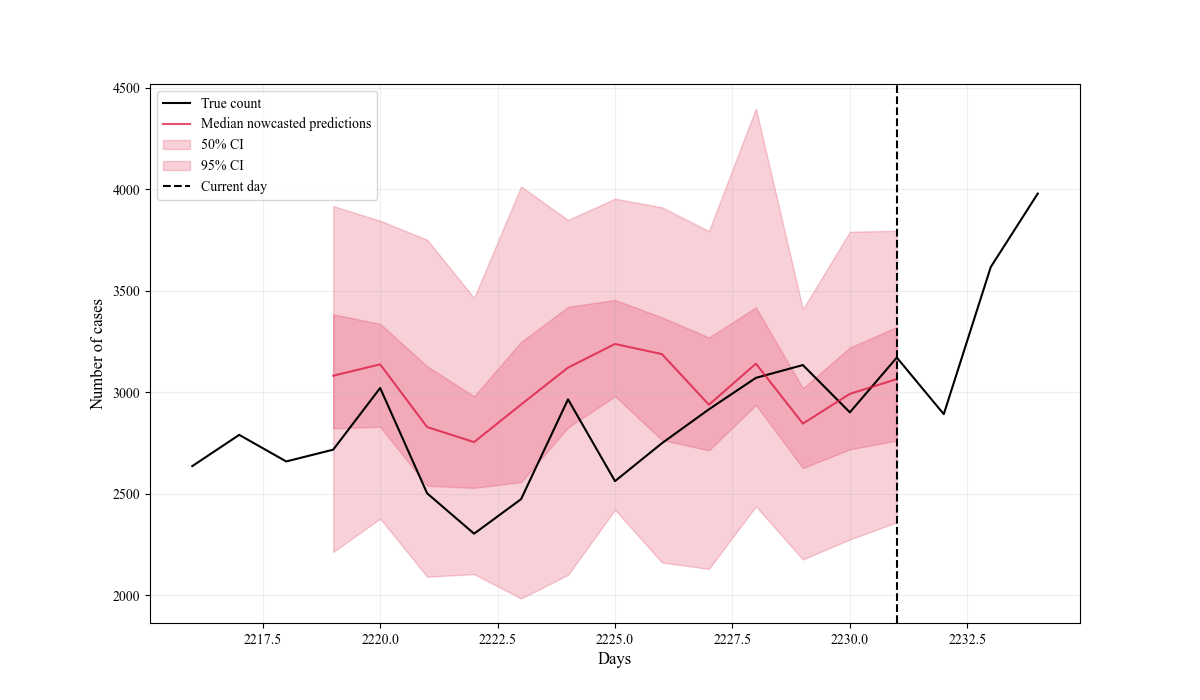 4500
4000
3500
3000
2500
2000
Number of cases
True count
Median nowcasted predictions
50% CI
95% CI
Current day
2217.5 2220.0 2222.5 2225.0 2227.5 2230.0 2232.5
Days